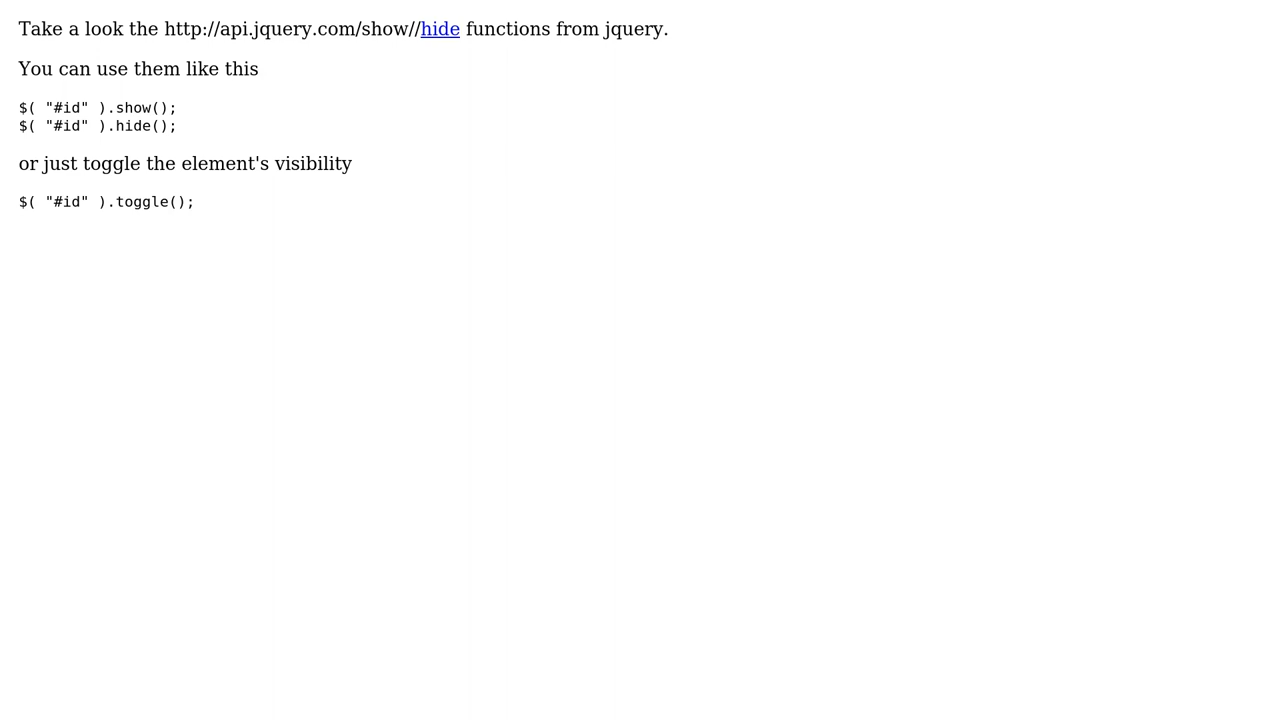 Take a look the http://api.jquery.com/show//hide functions from jquery.
You can use them like this
$( "#id" ).show();
$( "#id" ).hide();
or just toggle the element's visibility
$( "#id" ).toggle();